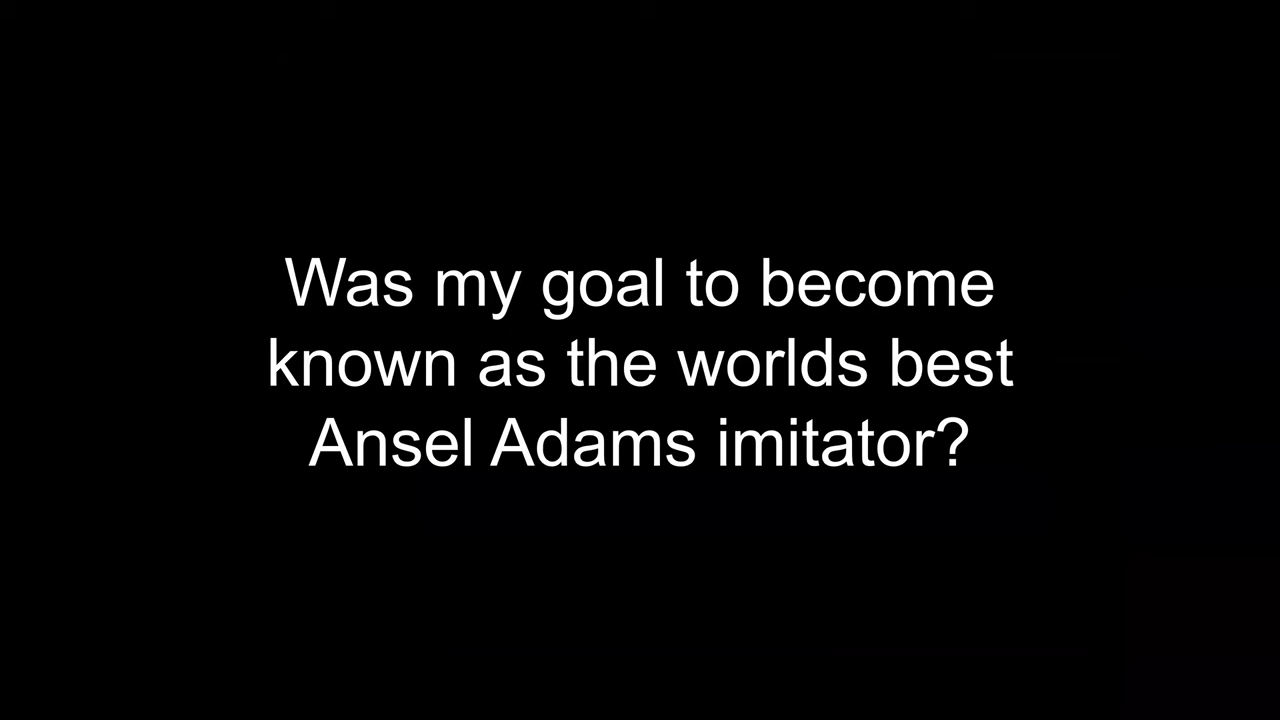 Was my goal to become
known as the worlds best
Ansel Adams imitator?